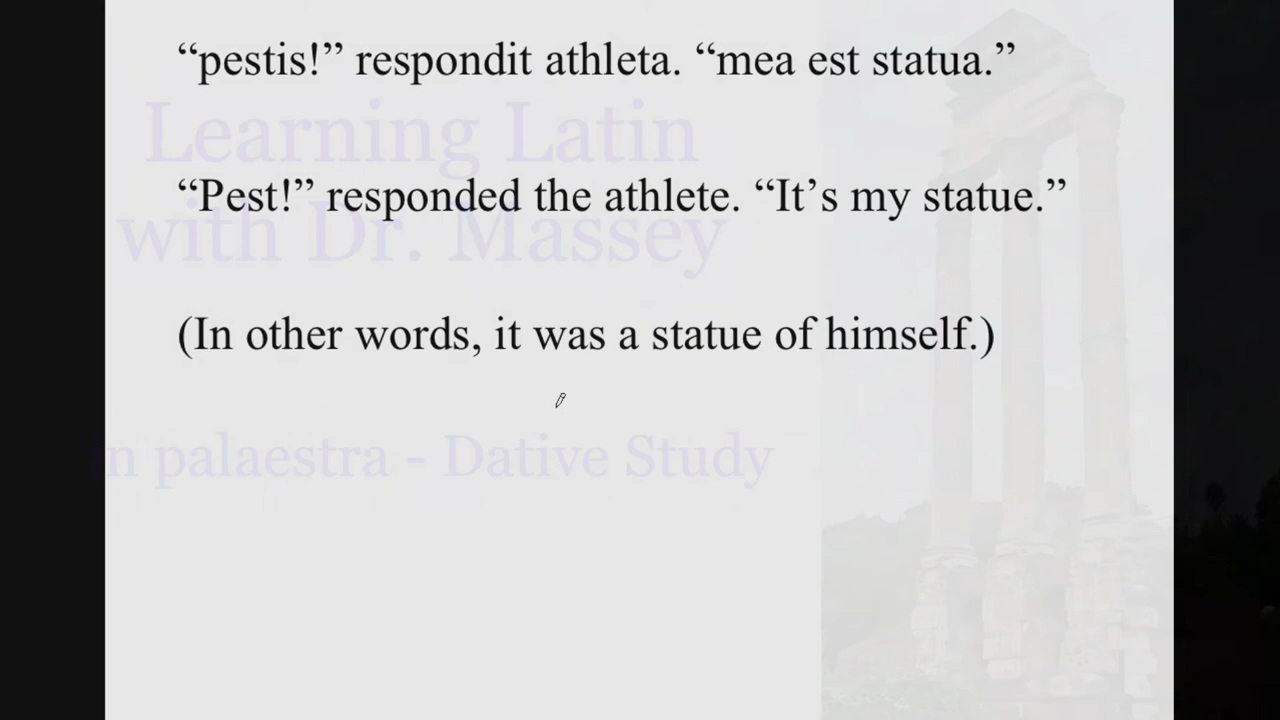 “pestis!” respondit athleta. “mea est statua.”
Learning Latin
“Pest!” responded the athlete. “It’s my statue.”
with Dr. Massey
(In other words, it was a statue of himself.)
in palaestra - Dative Study